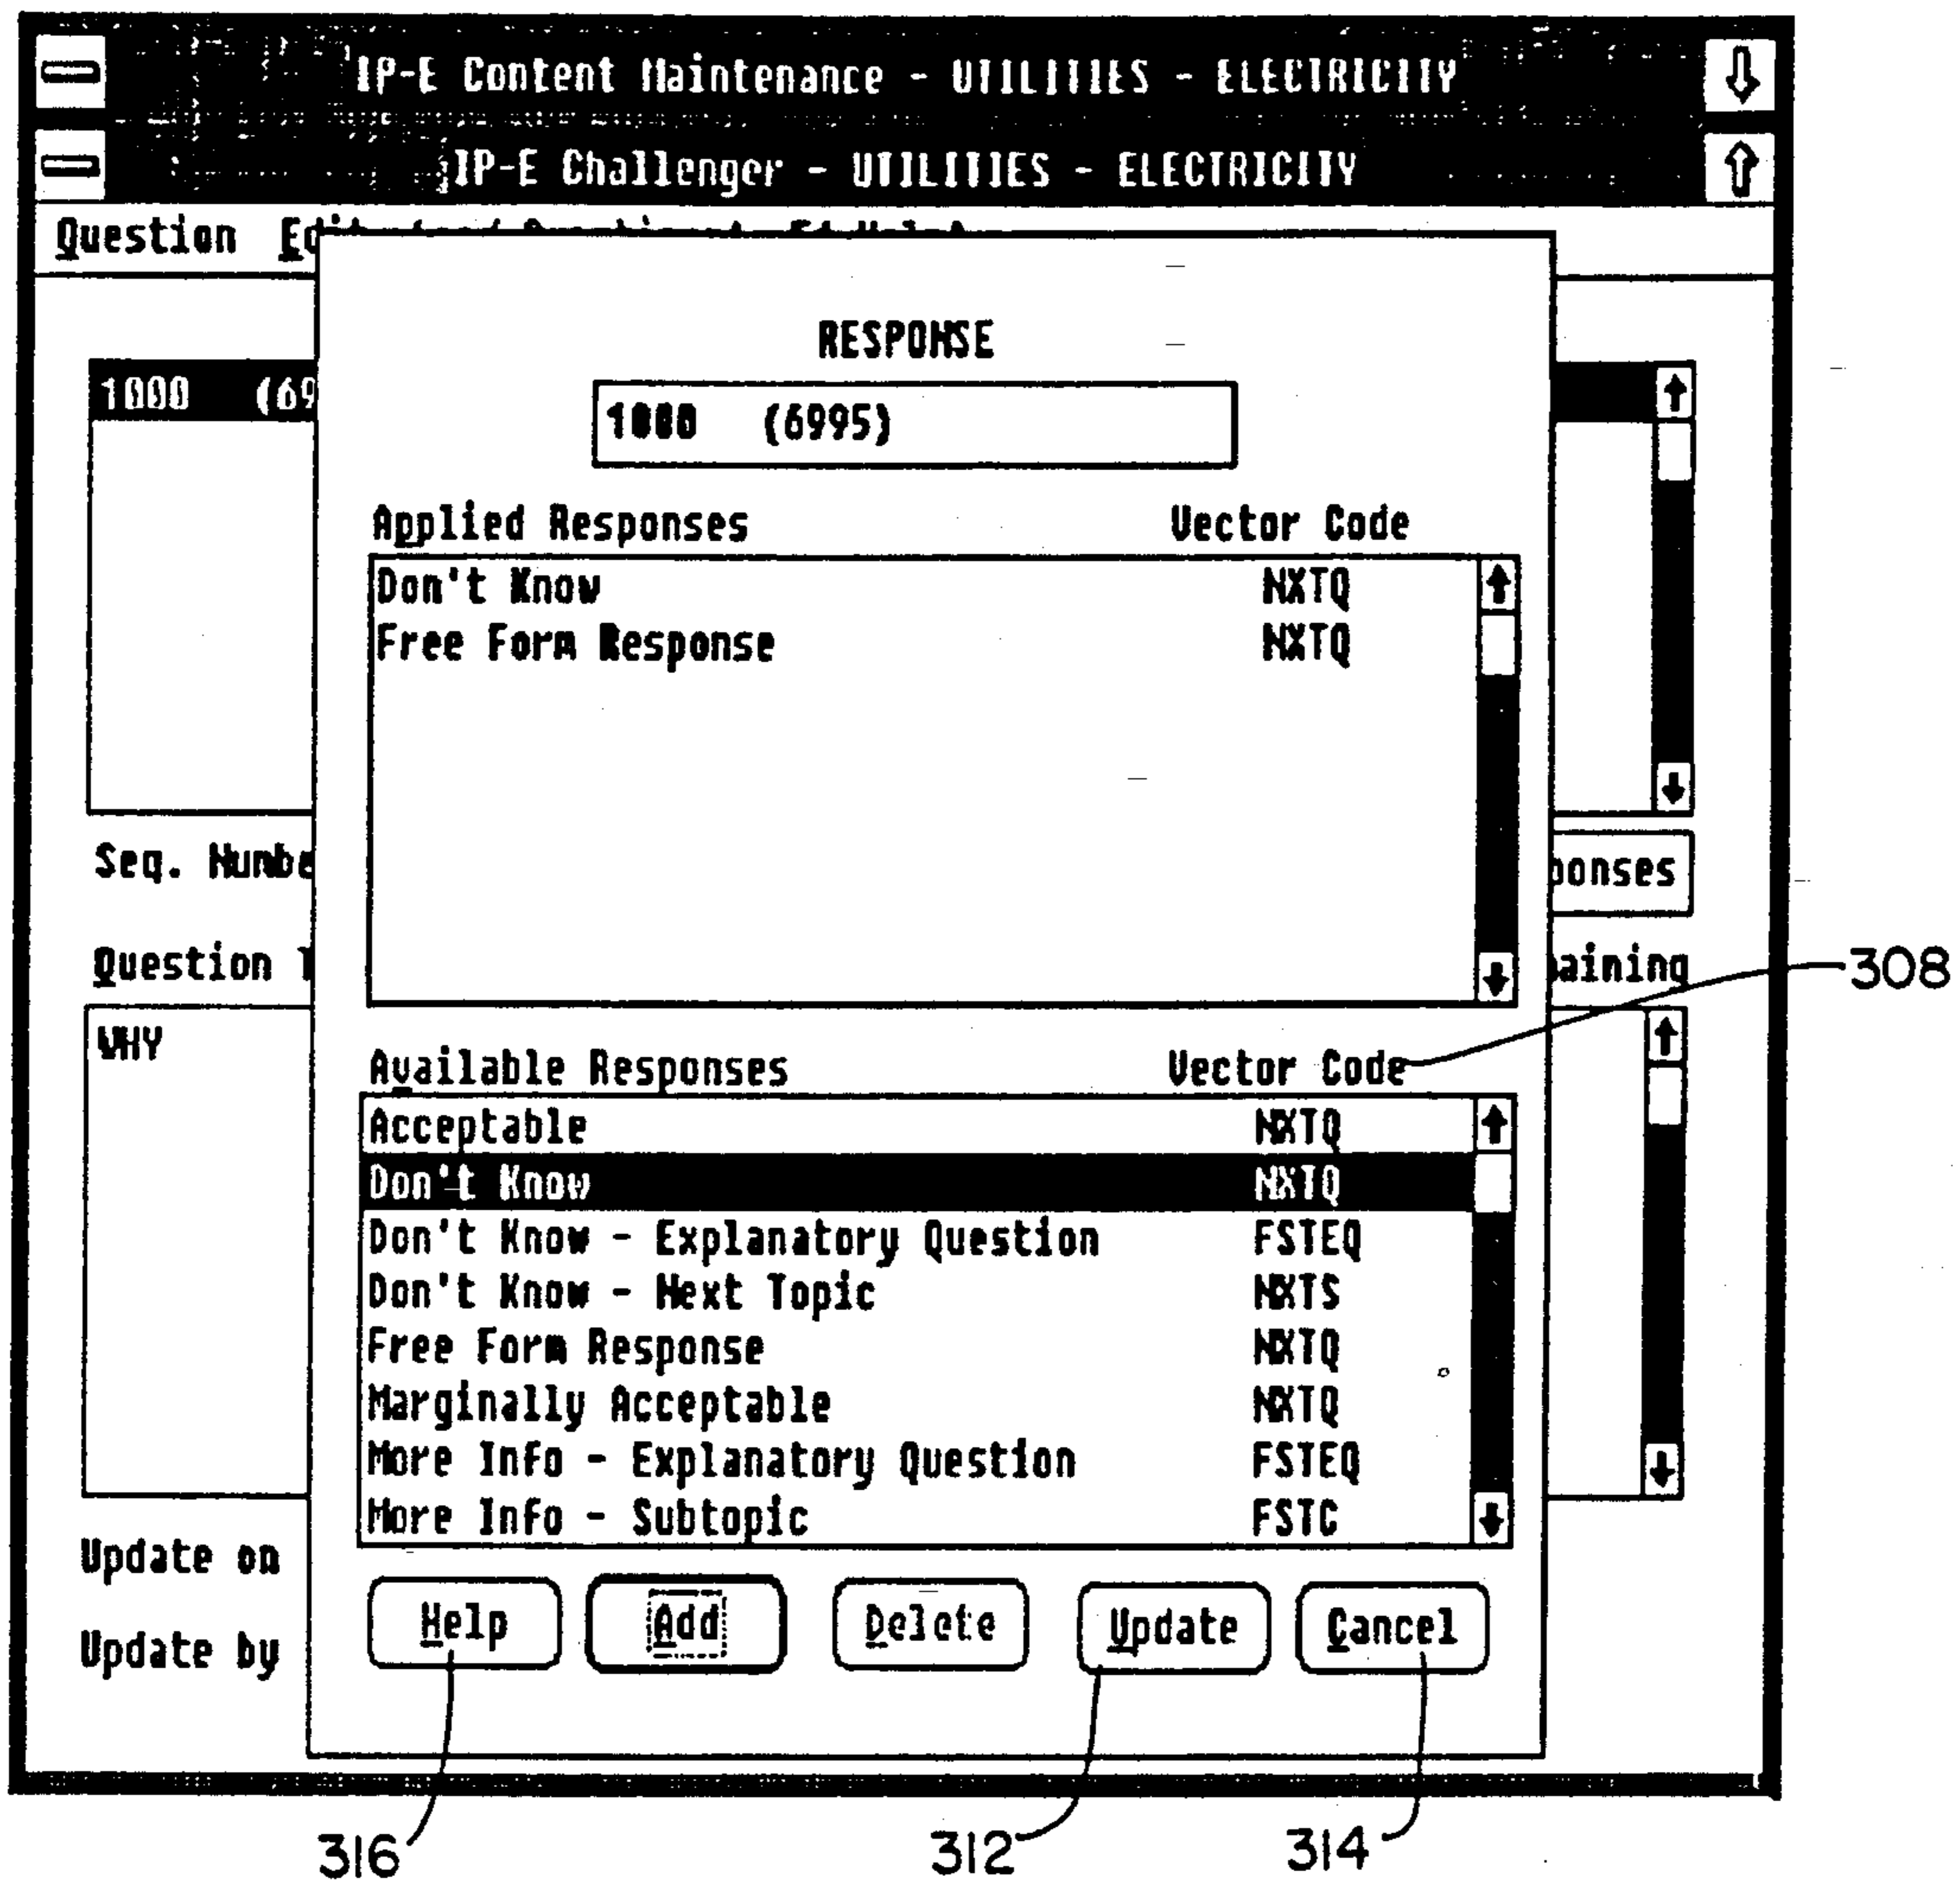 IP-E Content Maintenance - UTILITIES - ELECTRICITY
IP-E Challenger - UTILITIES - ELECTRICITY
Question
RESPONSE
1000 (69
1000 (6995)
Applied Responses Vector Code
Don't Know NXTQ
Free Form Response NXTQ
Seq. Numbe
ponses
Question
aining
308
WHY
Available Responses Vector Code
Acceptable NXTQ
Don't Know NXTQ
Don't Know - Explanatory Question FSTEQ
Don't Know - Next Topic NXTS
Free Form Response NXTQ
Marginally Acceptable NXTQ
More Info - Explanatory Question FSTEQ
More Info - Subtopic FSTC
Update on
Help Add Delete Update Cancel
Update by
316 312 314